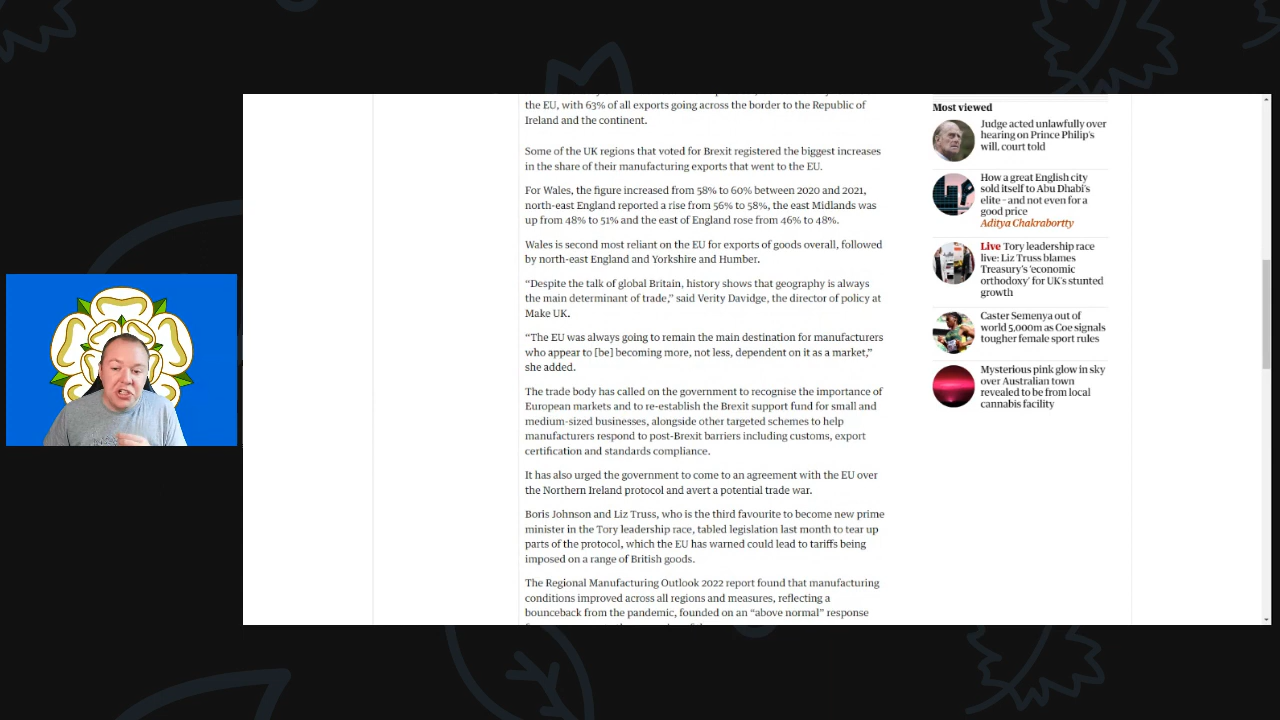 the EU, with 63% of all exports going across the border to the Republic of
Ireland and the continent.
Some of the UK regions that voted for Brexit registered the biggest increases
in the share of their manufacturing exports that went to the EU.
For Wales, the figure increased from 58% to 60% between 2020 and 2021,
north-east England reported a rise from 56% to 58%, the east Midlands was
up from 48% to 51% and the east of England rose from 46% to 48%.
Wales is second most reliant on the EU for exports of goods overall, followed
by north-east England and Yorkshire and Humber.
“Despite the talk of global Britain, history shows that geography is always
the main determinant of trade,” said Verity Davidge, the director of policy at
Make UK.
“The EU was always going to remain the main destination for manufacturers
who appear to [be] becoming more, not less, dependent on it as a market,”
she added.
The trade body has called on the government to recognise the importance of
European markets and to re-establish the Brexit support fund for small and
medium-sized businesses, alongside other targeted schemes to help
manufacturers respond to post-Brexit barriers including customs, export
certification and standards compliance.
It has also urged the government to come to an agreement with the EU over
the Northern Ireland protocol and avert a potential trade war.
Boris Johnson and Liz Truss, who is the third favourite to become new prime
minister in the Tory leadership race, tabled legislation last month to tear up
parts of the protocol, which the EU has warned could lead to tariffs being
imposed on a range of British goods.
The Regional Manufacturing Outlook 2022 report found that manufacturing
conditions improved across all regions and measures, reflecting a
bounceback from the pandemic, founded on an “above normal” response
Most viewed
Judge acted unlawfully over
hearing on Prince Philip's
will, court told
How a great English city
sold itself to Abu Dhabi's
elite – and not even for a
good price
Aditya Chakrabortty
Live Tory leadership race
live: Liz Truss blames
Treasury's 'economic
orthodoxy' for UK's stunted
growth
Caster Semenya out of
world 5,000m as Coe signals
tougher female sport rules
Mysterious pink glow in sky
over Australian town
revealed to be from local
cannabis facility